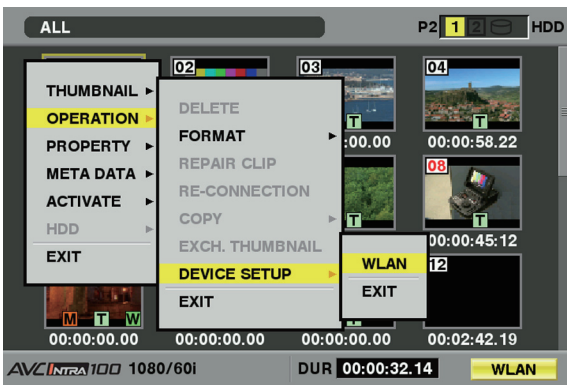 ALL P2 1 2 HDD
02 03 04
THUMBNAIL
OPERATION
PROPERTY
META DATA
ACTIVATE
HDD
EXIT
DELETE
FORMAT
REPAIR CLIP
RE-CONNECTION
COPY
EXCH. THUMBNAIL
DEVICE SETUP
EXIT
WLAN
EXIT
T T
:00.00 00:00:58.22
08
T T
00:00:45:12
12
M T W
00:00:00.00 00:00:00.00 00:00:00.00 00:02:42.19
AVC INTRA 100 1080/60i DUR 00:00:32.14 WLAN